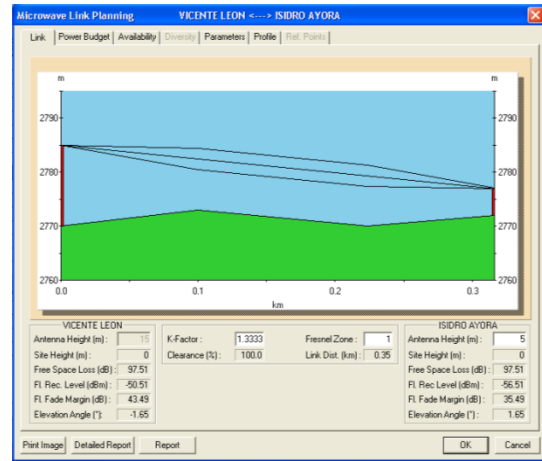 Microwave Link Planning VICENTE LEON <---> ISIDRO AYORA
Link Power Budget Availability Diversity Parameters Profile Ref. Points
m m
2790 2790
2780 2780
2770 2770
2760 2760
0.0 0.1 0.2 0.3
km
VICENTE LEON
Antenna Height (m) : 15
Site Height (m) : 0
Free Space Loss (dB) : 97.51
Fl. Rec. Level (dBm) : -50.51
Fl. Fade Margin (dB) : 43.49
Elevation Angle (°): -1.65
K-Factor : 1.3333 Fresnel Zone : 1
Clearance (%) : 100.0 Link Dist. (km) : 0.35
ISIDRO AYORA
Antenna Height (m) : 5
Site Height (m) : 0
Free Space Loss (dB) : 97.51
Fl. Rec. Level (dBm) : -56.51
Fl. Fade Margin (dB) : 35.49
Elevation Angle (°) : 1.65
Print Image Detailed Report Report OK Cancel